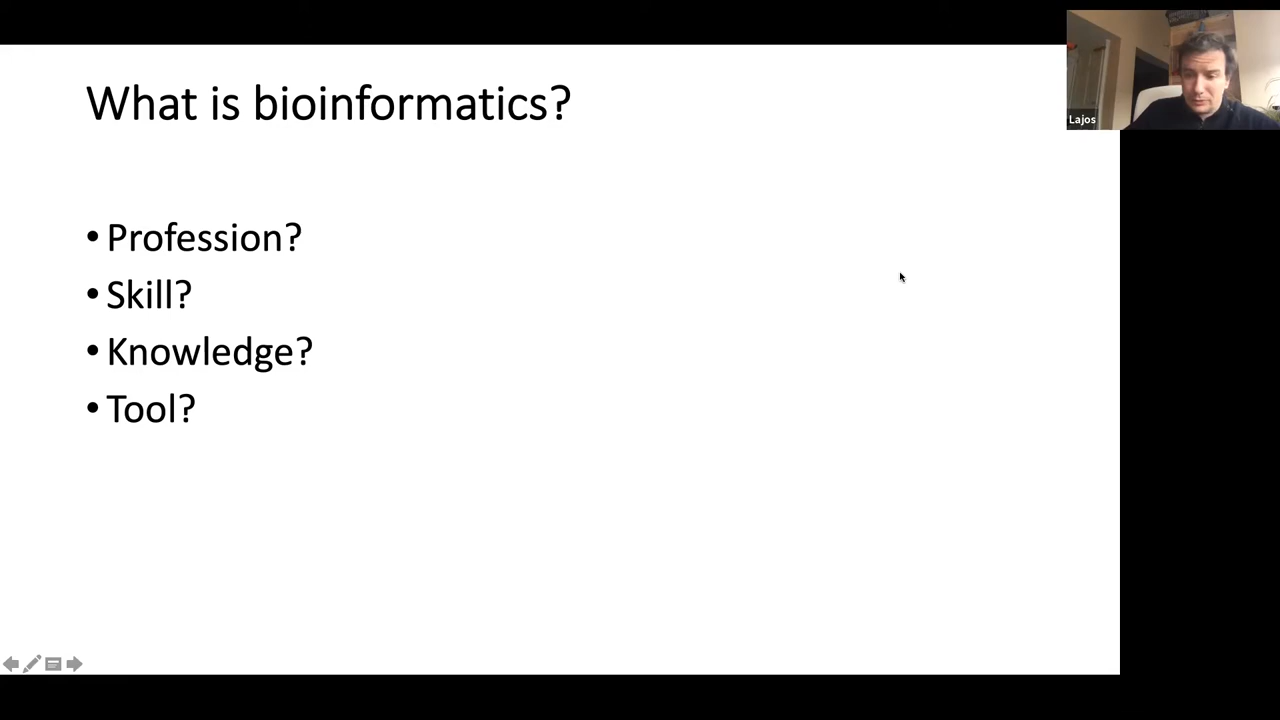 What is bioinformatics?
Lajos
• Profession?
• Skill?
• Knowledge?
• Tool?